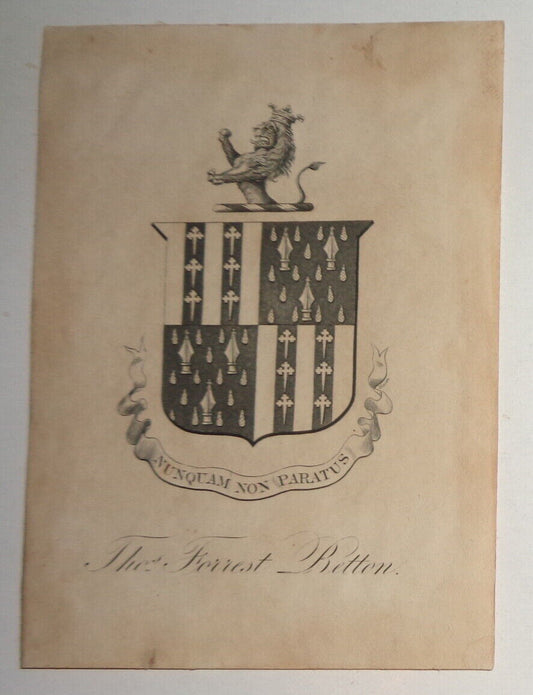 NUNQUAM NON PARATUS
Thos. Forrest Betton.